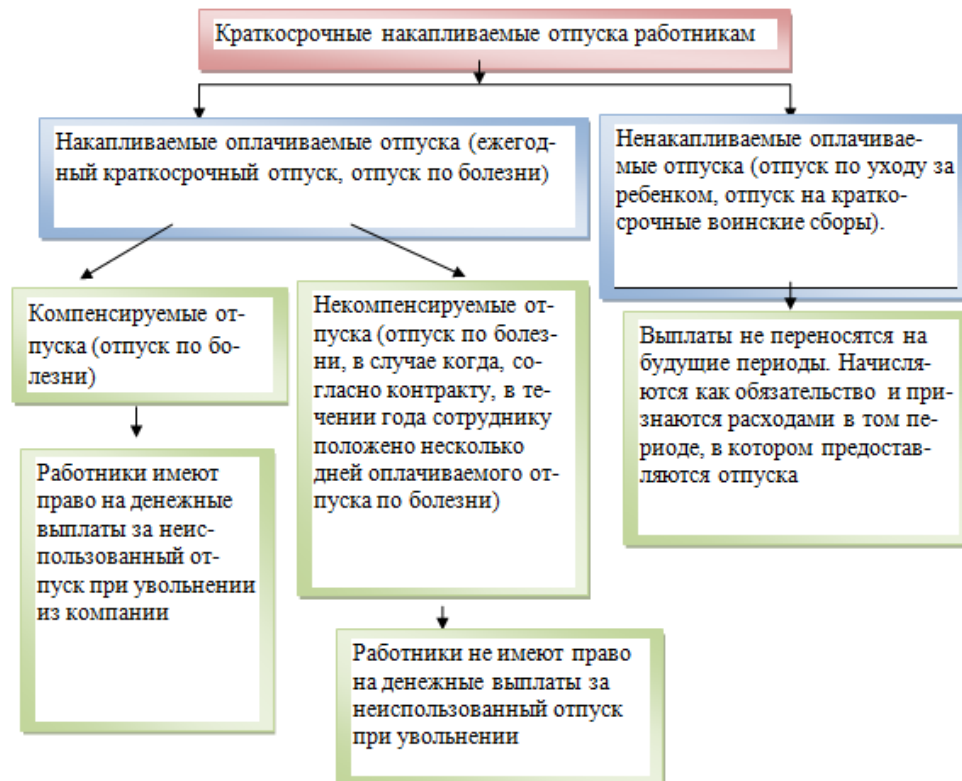 Краткосрочные накапливаемые отпуска работникам
Накапливаемые оплачиваемые отпуска (ежегод-
ный краткосрочный отпуск, отпуск по болезни)
Ненакапливаемые оплачивае-
мые отпуска (отпуск по уходу за
ребенком, отпуск на кратко-
срочные воинские сборы).
Компенсируемые от-
пуска (отпуск по бо-
лезни)
Некомпенсируемые от-
пуска (отпуск по болез-
ни, в случае когда, со-
гласно контракту, в те-
чении года сотруднику
положено несколько
дней оплачиваемого от-
пуска по болезни)
Выплаты не переносятся на
будущие периоды. Начисля-
ются как обязательство и при-
знаются расходами в том пе-
риоде, в котором предостав-
ляются отпуска
Работники имеют
право на денежные
выплаты за неис-
пользованный от-
пуск при увольнении
из компании
Работники не имеют право
на денежные выплаты за
неиспользованный отпуск
при увольнении